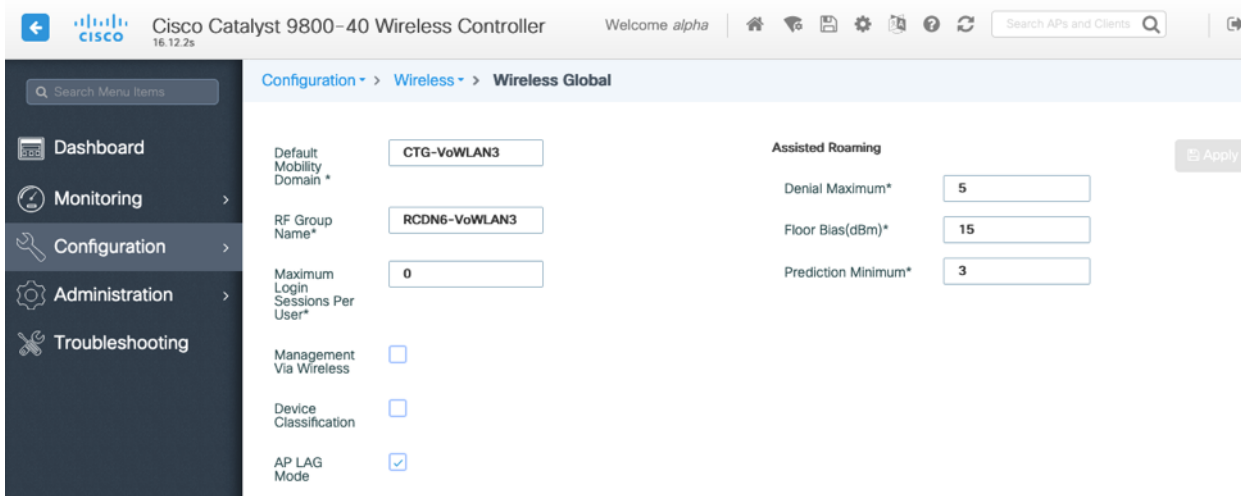 CISCO
Cisco Catalyst 9800-40 Wireless Controller
16.12.2s
Welcome alpha
Search APs and Clients
Search Menu Items
Dashboard
Monitoring
Configuration
Administration
Troubleshooting
Configuration > Wireless > Wireless Global
Default
Mobility
Domain *
CTG-VoWLAN3
RF Group
Name*
RCDN6-VoWLAN3
Maximum
Login
Sessions Per
User*
0
Management
Via Wireless
Device
Classification
AP LAG
Mode
Assisted Roaming
Denial Maximum*
5
Floor Bias(dBm)*
15
Prediction Minimum*
3
Apply